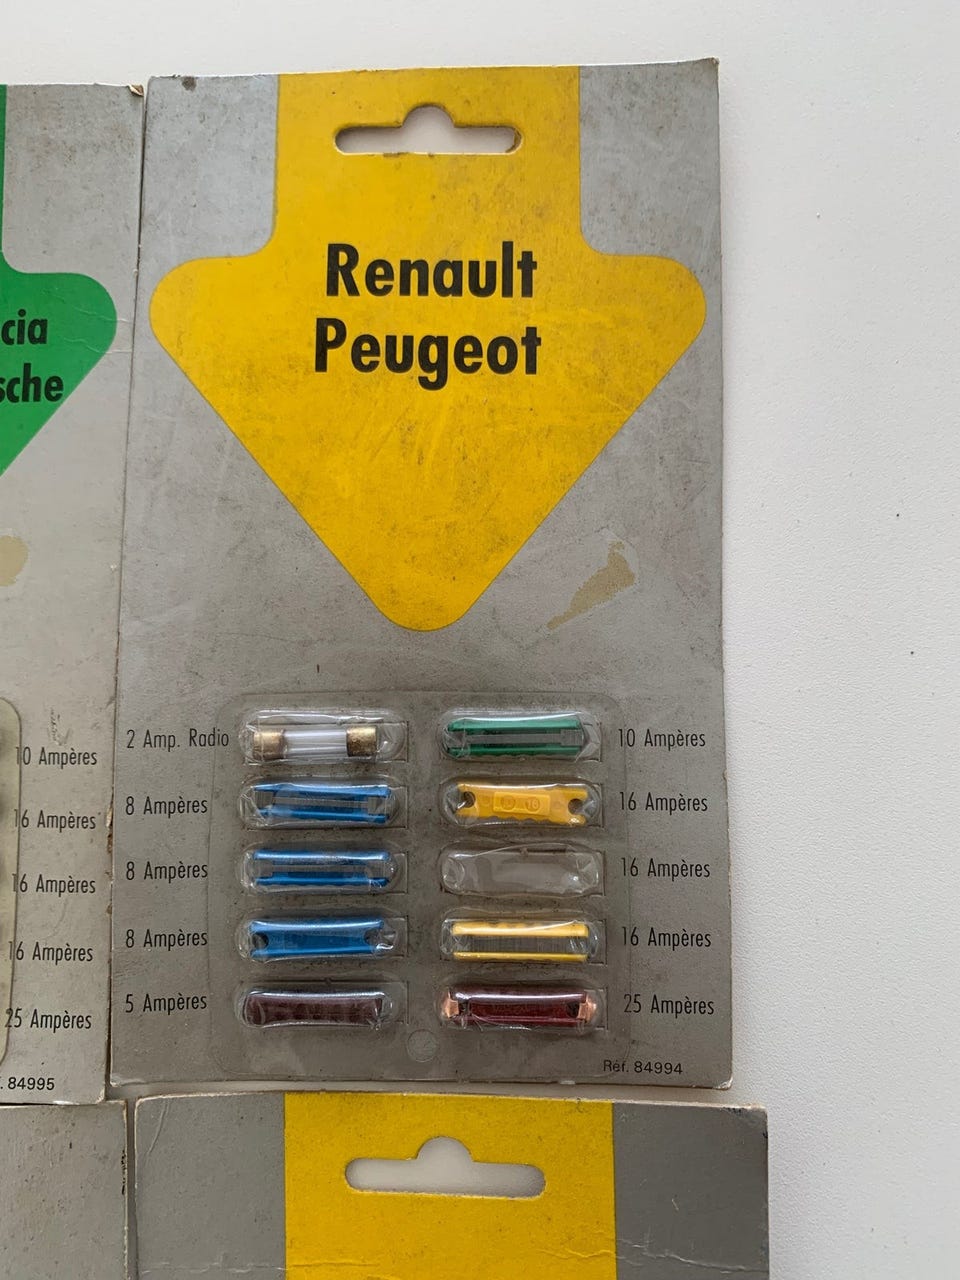 Renault
Peugeot
2 Amp. Radio
10 Ampères
8 Ampères
16 Ampères
8 Ampères
16 Ampères
8 Ampères
16 Ampères
5 Ampères
25 Ampères
Réf. 84994
cia
sche
10 Ampères
16 Ampères
16 Ampères
16 Ampères
25 Ampères
. 84995